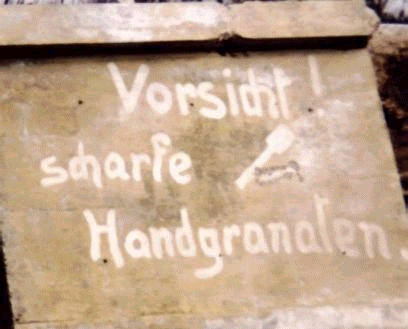 Vorsicht!
scharfe
Handgranaten.